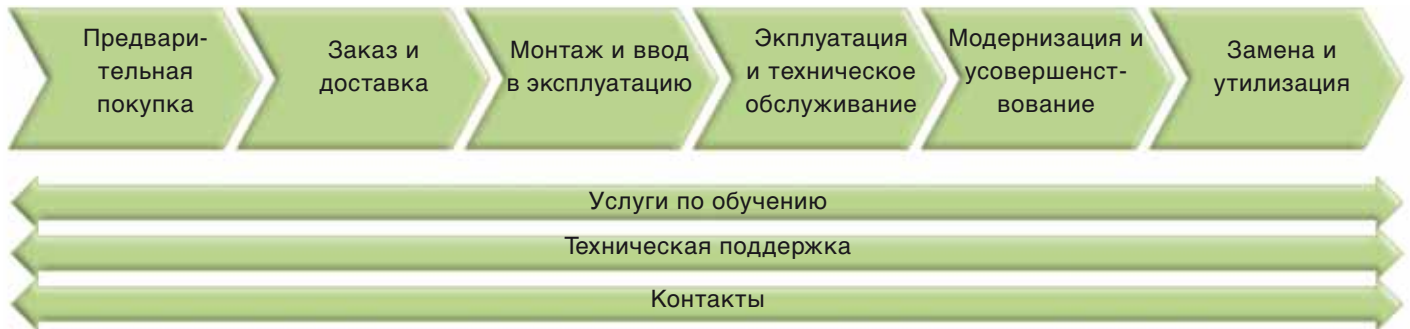 Предвари-
тельная
покупка
Заказ и
доставка
Монтаж и ввод
в эксплуатацию
Экплуатация
и техническое
обслуживание
Модернизация и
усовершенст-
вование
Замена и
утилизация
Услуги по обучению
Техническая поддержка
Контакты